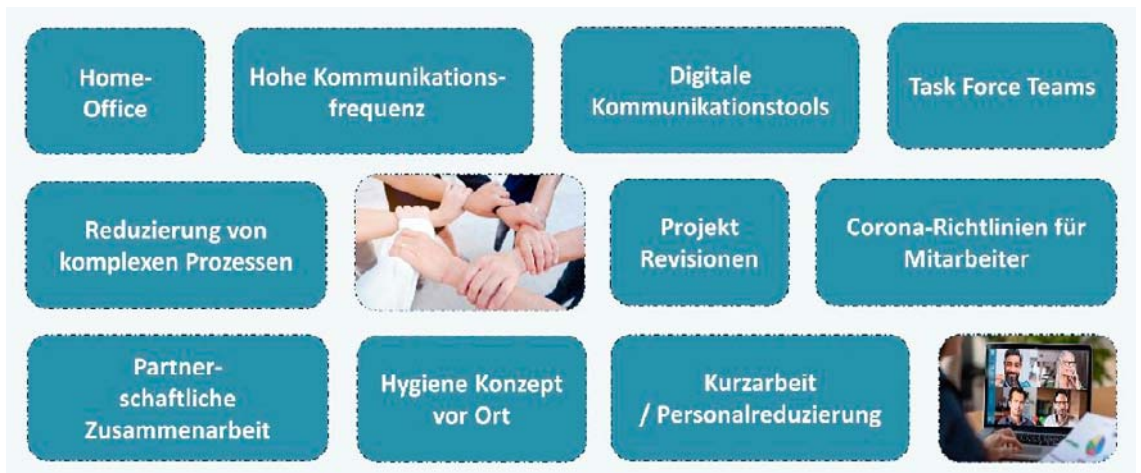 Home-
Office
Hohe Kommunikations-
frequenz
Digitale
Kommunikationstools
Task Force Teams
Reduzierung von
komplexen Prozessen
Projekt
Revisionen
Corona-Richtlinien für
Mitarbeiter
Partner-
schaftliche
Zusammenarbeit
Hygiene Konzept
vor Ort
Kurzarbeit
/ Personalreduzierung